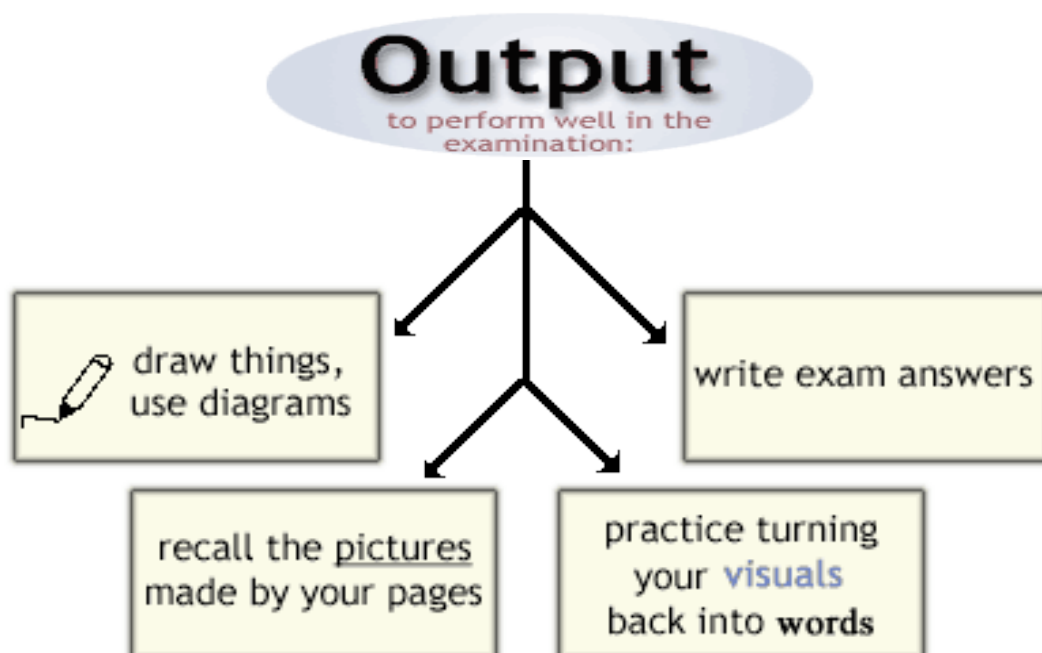 Output
to perform well in the
examination:
draw things,
use diagrams
write exam answers
recall the pictures
made by your pages
practice turning
your visuals
back into words